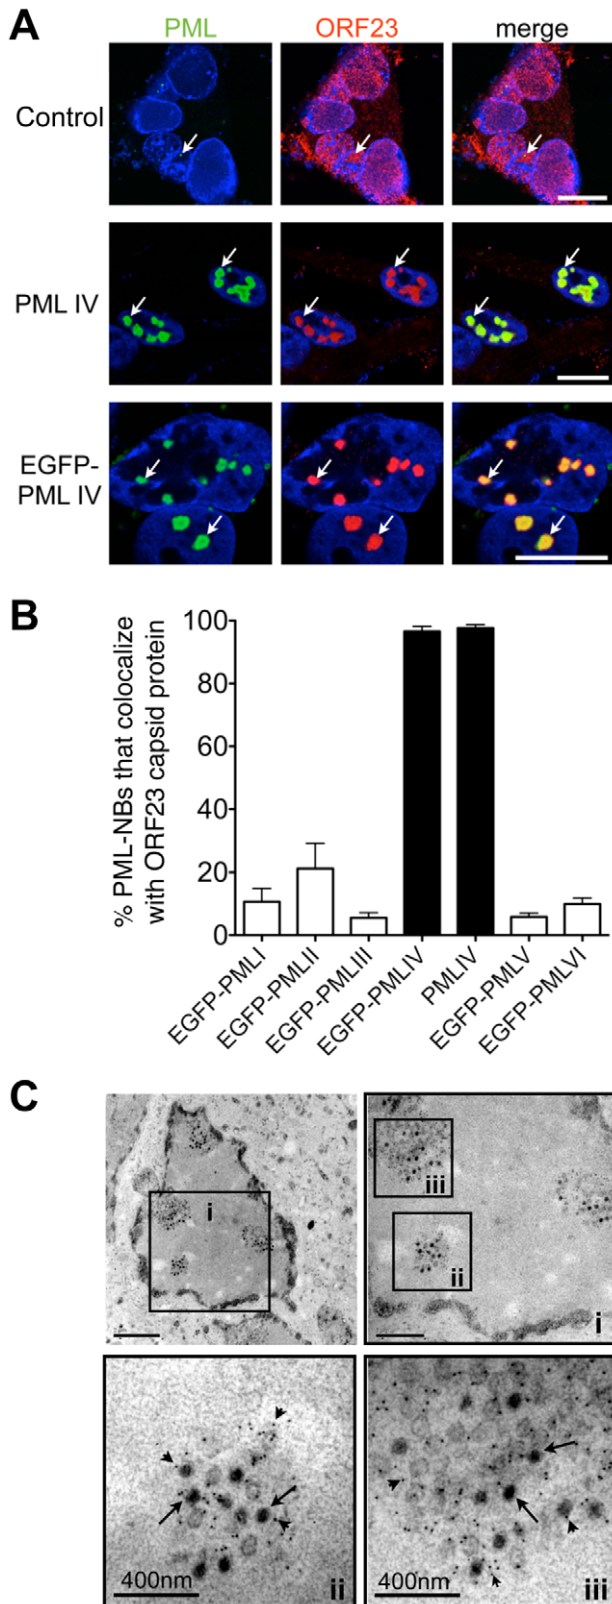 A
PML
ORF23
merge
Control
PML IV
EGFP-
PML IV
B
% PML-NBs that colocalize
with ORF23 capsid protein
100
80
60
40
20
0
EGFP-PMLI
EGFP-PMLII
EGFP-PMLIII
EGFP-PMLIV
PMLIV
EGFP-PMLV
EGFP-PMLVI
C
i
iii
ii
i
400nm
ii
400nm
iii